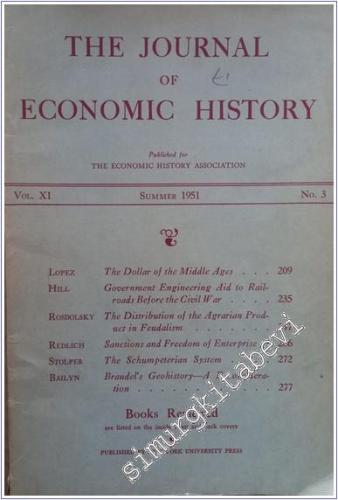 THE JOURNAL
OF
ECONOMIC HISTORY
Published for
THE ECONOMIC HISTORY ASSOCIATION
VOL. XI SUMMER 1951 No. 3
LOPEZ The Dollar of the Middle Ages . . . 209
HILL Government Engineering Aid to Rail-
roads Before the Civil War . . . . 235
ROSDOLSKY The Distribution of the Agrarian Prod-
uct in Feudalism . . . .
REDLICH Sanctions and Freedom of Enterprise
STOLPER The Schumpeterian System . . . 272
BAILYN Braudel's Geohistory—A
tion . . . . . . . . 277
Books
are listed on the inside covers
PUBLISHED UNIVERSITY PRESS
simurgkitabevi